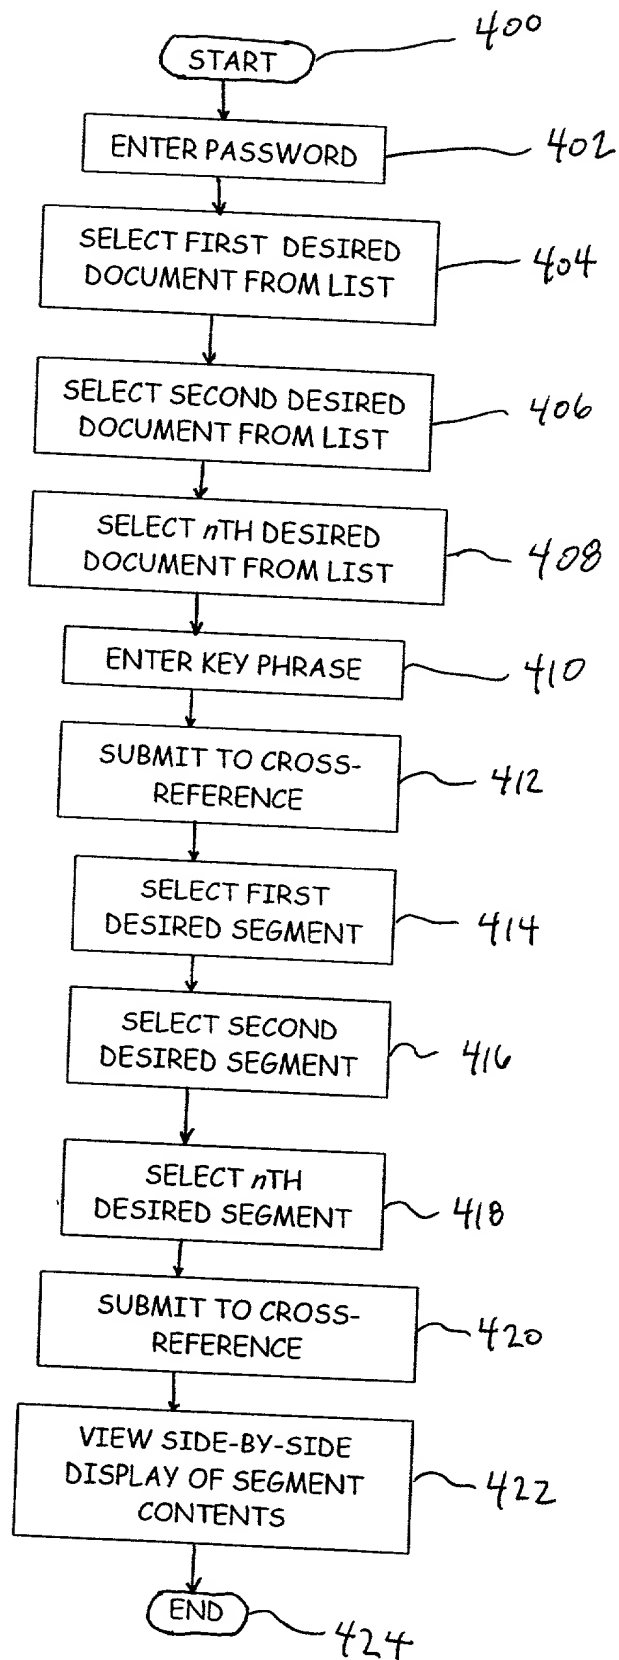 400
START
ENTER PASSWORD
402
SELECT FIRST DESIRED
DOCUMENT FROM LIST
404
SELECT SECOND DESIRED
DOCUMENT FROM LIST
406
SELECT nTH DESIRED
DOCUMENT FROM LIST
408
ENTER KEY PHRASE
410
SUBMIT TO CROSS-
REFERENCE
412
SELECT FIRST
DESIRED SEGMENT
414
SELECT SECOND
DESIRED SEGMENT
416
SELECT nTH
DESIRED SEGMENT
418
SUBMIT TO CROSS-
REFERENCE
420
VIEW SIDE-BY-SIDE
DISPLAY OF SEGMENT
CONTENTS
422
END
424